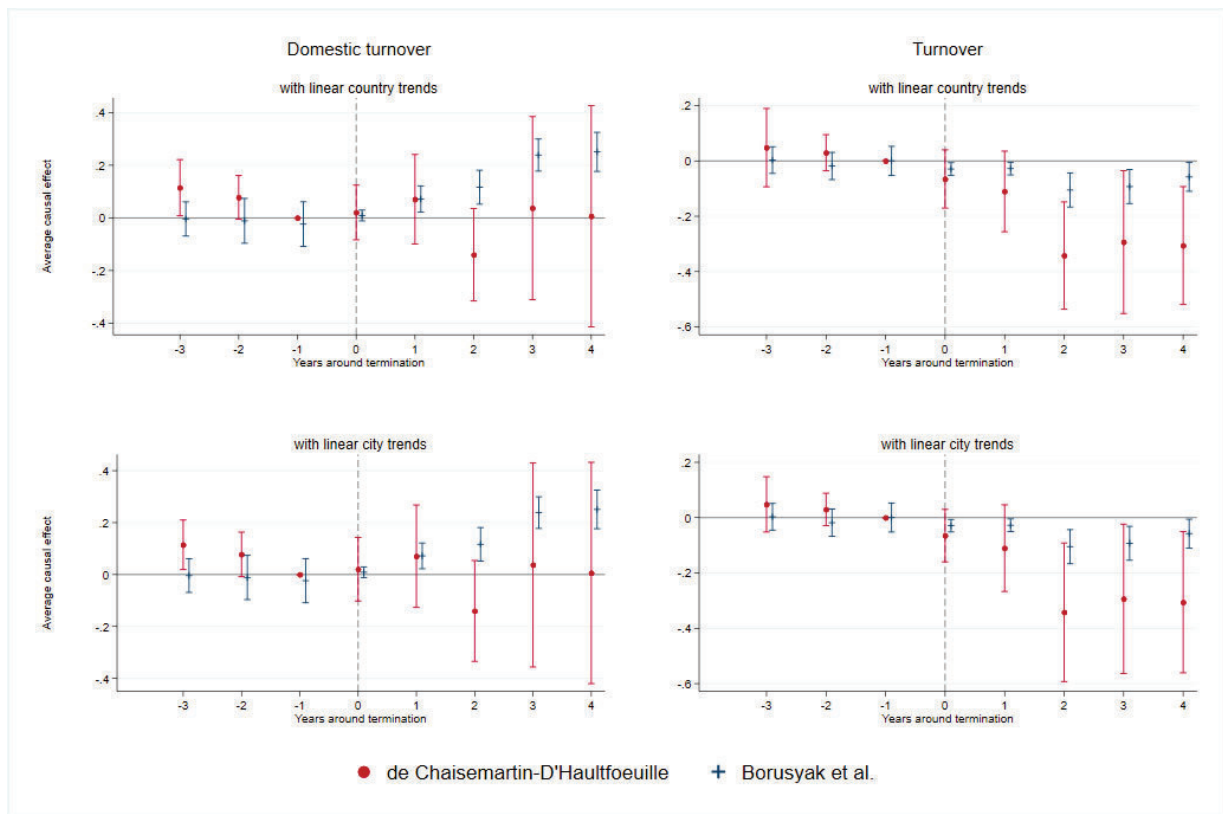 Domestic turnover
with linear country trends
Average causal effect
.4
.2
0
-.2
-.4
-3 -2 -1 0 1 2 3 4
Years around termination
Turnover
with linear country trends
.2
0
-.2
-.4
-.6
-3 -2 -1 0 1 2 3 4
Years around termination
with linear city trends
Average causal effect
.4
.2
0
-.2
-.4
-3 -2 -1 0 1 2 3 4
Years around termination
with linear city trends
.2
0
-.2
-.4
-.6
-3 -2 -1 0 1 2 3 4
Years around termination
de Chaisemartin-D'Haultfoeuille Borusyak et al.